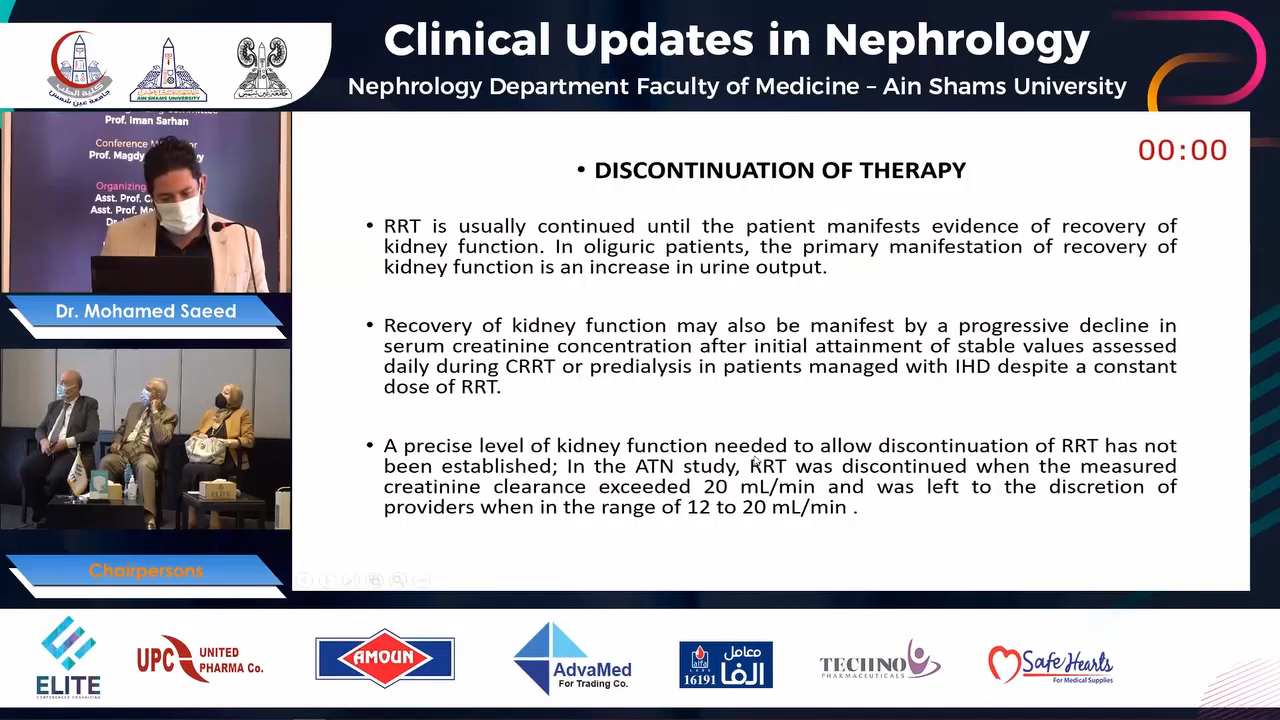 Clinical Updates in Nephrology
Nephrology Department Faculty of Medicine – Ain Shams University
AIN SHAMS UNIVERSITY
Prof. Iman Sarhan
Conference M
Prof. Magdy
Organizing
Asst. Prof.
Asst. Prof.
Dr. Mohamed Saeed
Chairpersons
00:00
• DISCONTINUATION OF THERAPY
• RRT is usually continued until the patient manifests evidence of recovery of
kidney function. In oliguric patients, the primary manifestation of recovery of
kidney function is an increase in urine output.
• Recovery of kidney function may also be manifest by a progressive decline in
serum creatinine concentration after initial attainment of stable values assessed
daily during CRRT or predialysis in patients managed with IHD despite a constant
dose of RRT.
• A precise level of kidney function needed to allow discontinuation of RRT has not
been established; In the ATN study, RRT was discontinued when the measured
creatinine clearance exceeded 20 mL/min and was left to the discretion of
providers when in the range of 12 to 20 mL/min .
ELITE
CONFERENCES ORGANIZING
UPC UNITED
PHARMA Co.
AMOUN
AdvaMed
For Trading Co.
معامل
الفا
alfa
LABS
16191
TECHNO
PHARMACEUTICALS
Safe Hearts
For Medical Supplies